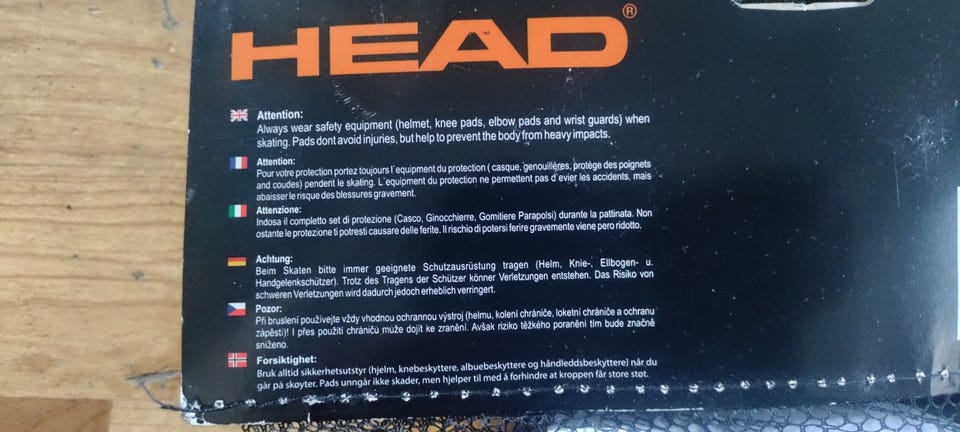 HEAD®
Attention:
Always wear safety equipment (helmet, knee pads, elbow pads and wrist guards) when
skating. Pads dont avoid injuries, but help to prevent the body from heavy impacts.
Attention:
Pour votre protection portez toujours l´equipment du protection ( casque, genouillères, protège des poignets
and coudes) pendent le skating. L´equipment du protection ne permettent pas d´evier les accidents, mais
abaisser le risque des blessures gravement.
Attenzione:
Indosa il completto set di protezione (Casco, Ginocchierre, Gomitiere Parapolsi) durante la pattinata. Non
ostante le protezione ti potresti causare delle ferite. Il rischio di potersi ferire gravemente viene pero ridotto.
Achtung:
Beim Skaten bitte immer geeignete Schutzausrüstung tragen (Helm, Knie-, Ellbogen- u.
Handgelenkschützer). Trotz des Tragens der Schützer könner Verletzungen entstehen. Das Risiko von
schweren Verletzungen wird dadurch jedoch erheblich verringert.
Pozor:
Při bruslení používejte vždy vhodnou ochrannou výstroj (helmu, kolení chrániče, loketní chrániče a ochranu
zápěstí)! I přes použití chráničů muže dojít ke zranění. Avšak riziko těžkého poranění tím bude značně
sníženo.
Forsiktighet:
Bruk alltid sikkerhetsutstyr (hjelm, knebeskyttere, albuebeskyttere og håndleddsbeskyttere) når du
går på skøyter. Pads unngår ikke skader, men hjelper til med å forhindre at kroppen får store støt.